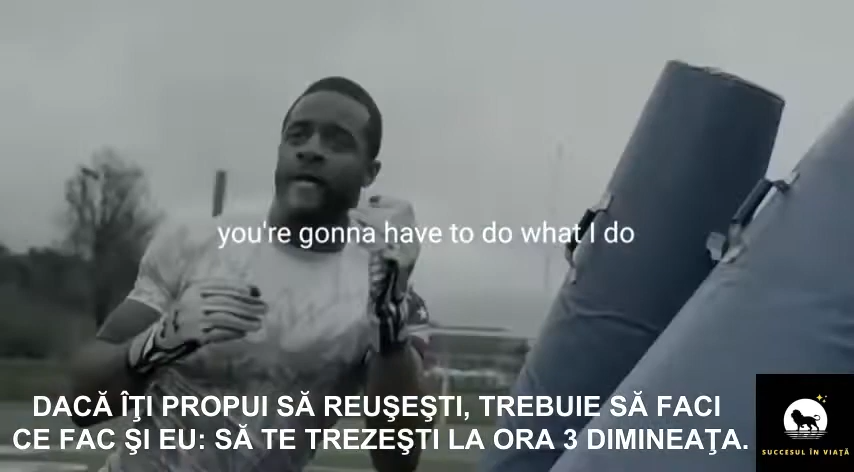 you're gonna have to do what I do
DACĂ ÎŢI PROPUI SĂ REUŞEŞTI, TREBUIE SĂ FACI
CE FAC ŞI EU: SĂ TE TREZEŞTI LA ORA 3 DIMINEAŢA.
SUCCESUL ÎN VIAȚĂ